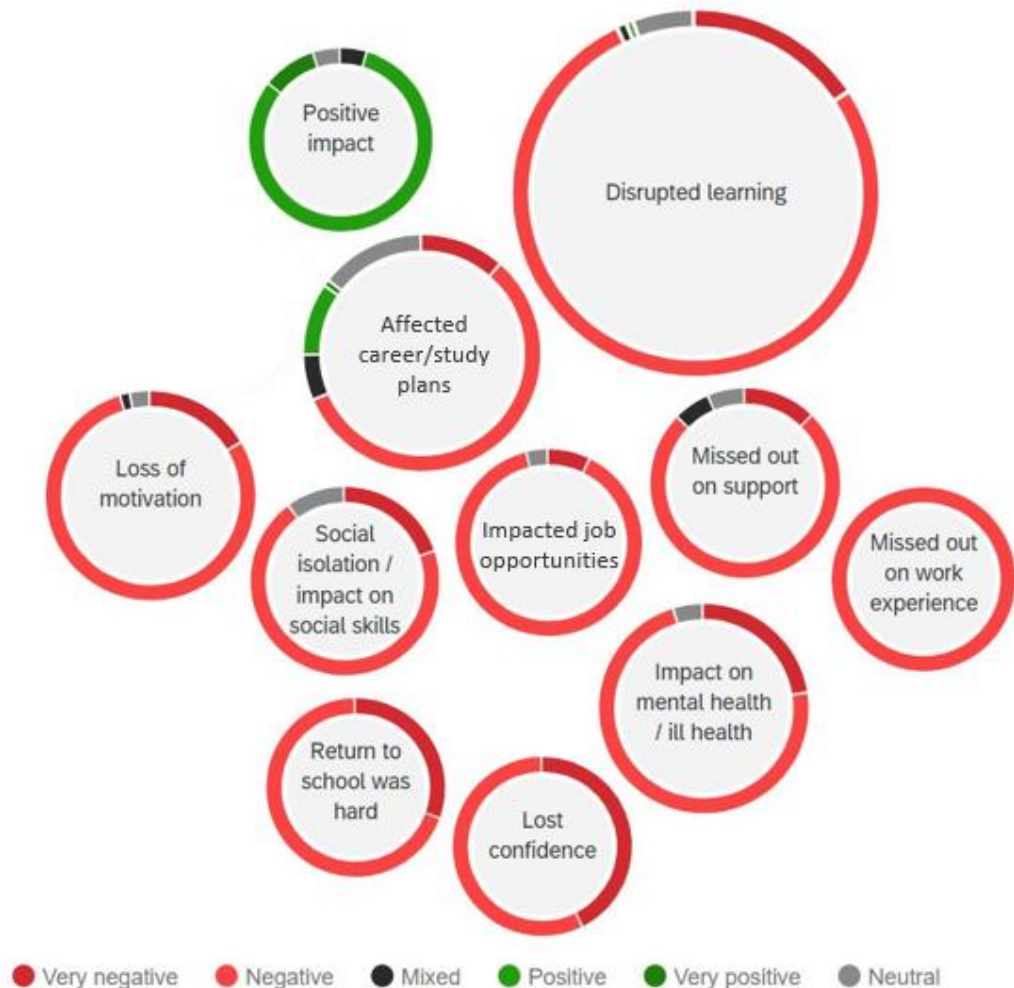 Positive
impact
Disrupted learning
Affected
career/study
plans
Loss of
motivation
Social
isolation /
impact on
social skills
Impacted job
opportunities
Missed out
on support
Missed out
on work
experience
Impact on
mental health
/ ill health
Return to
school was
hard
Lost
confidence
Very negative Negative Mixed Positive Very positive Neutral